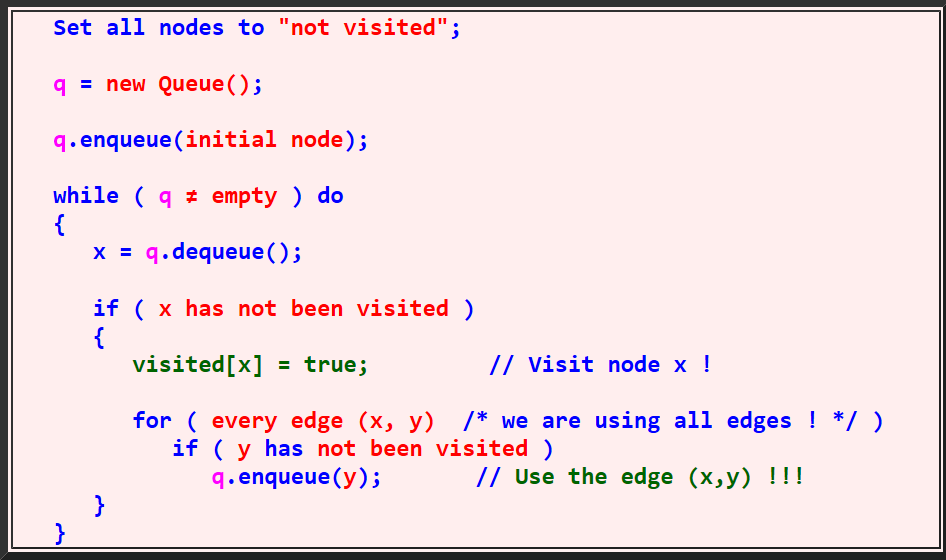 Set all nodes to "not visited";
q = new Queue();
q.enqueue(initial node);
while ( q ≠ empty ) do
{
x = q.dequeue();
if ( x has not been visited )
{
visited[x] = true; // Visit node x !
for ( every edge (x, y) /* we are using all edges ! */ )
if ( y has not been visited )
q.enqueue(y); // Use the edge (x,y) !!!
}
}